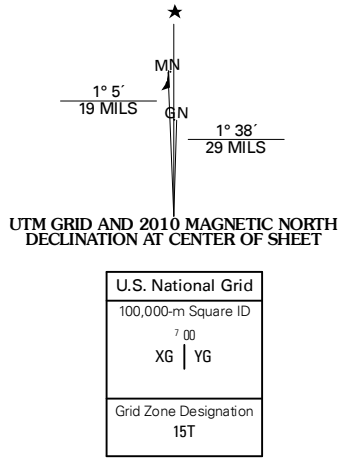 ★
MN
1° 5´
19 MILS
GN
1° 38´
29 MILS
UTM GRID AND 2010 MAGNETIC NORTH
DECLINATION AT CENTER OF SHEET
U.S. National Grid
100,000-m Square ID
7 00
XG | YG
Grid Zone Designation
15T